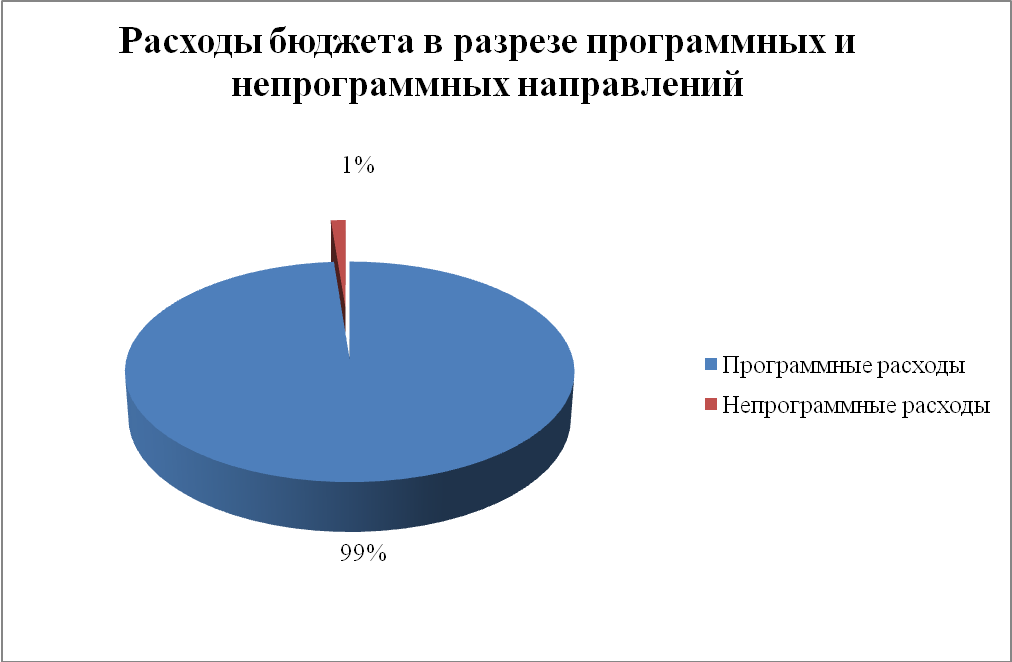 Расходы бюджета в разрезе программных и
непрограммных направлений
1%
Программные расходы
Непрограммные расходы
99%